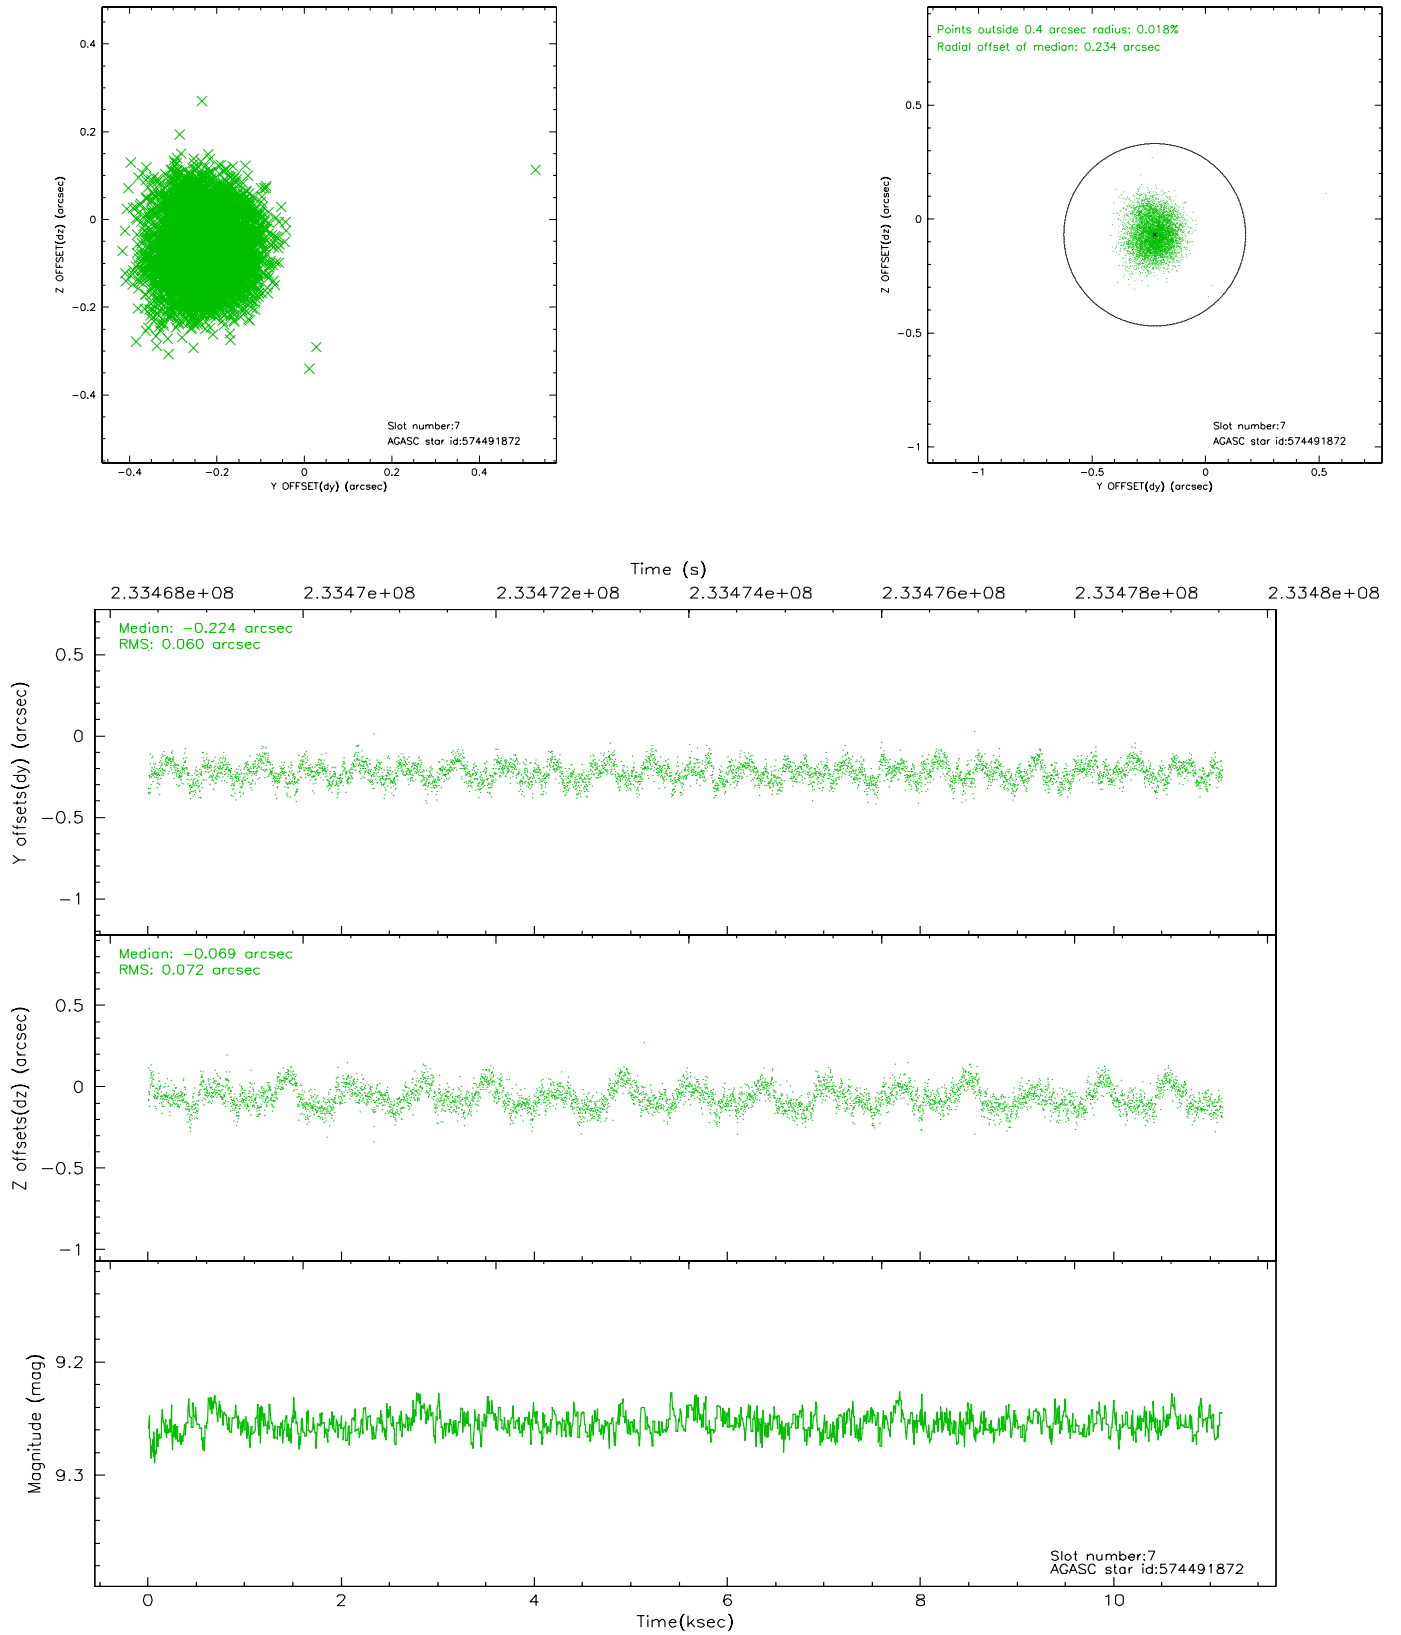 0.4
0.2
0
−0.2
−0.4
Z OFFSET(dz) (arcsec)
Slot number:7
AGASC star id:574491872
−0.4 −0.2 0 0.2 0.4
Y OFFSET(dy) (arcsec)
Points outside 0.4 arcsec radius: 0.018%
Radial offset of median: 0.234 arcsec
0.5
0
−0.5
−1
Z OFFSET(dz) (arcsec)
Slot number:7
AGASC star id:574491872
−1 −0.5 0 0.5
Y OFFSET(dy) (arcsec)
Time (s)
2.33468e+08 2.3347e+08 2.33472e+08 2.33474e+08 2.33476e+08 2.33478e+08 2.3348e+08
Median: −0.224 arcsec
RMS: 0.060 arcsec
0.5
0
−0.5
−1
Y offsets(dy) (arcsec)
Median: −0.069 arcsec
RMS: 0.072 arcsec
0.5
0
−0.5
−1
Z offsets(dz) (arcsec)
9.2
9.3
Magnitude (mag)
Slot number:7
AGASC star id:574491872
0 2 4 6 8 10
Time(ksec)